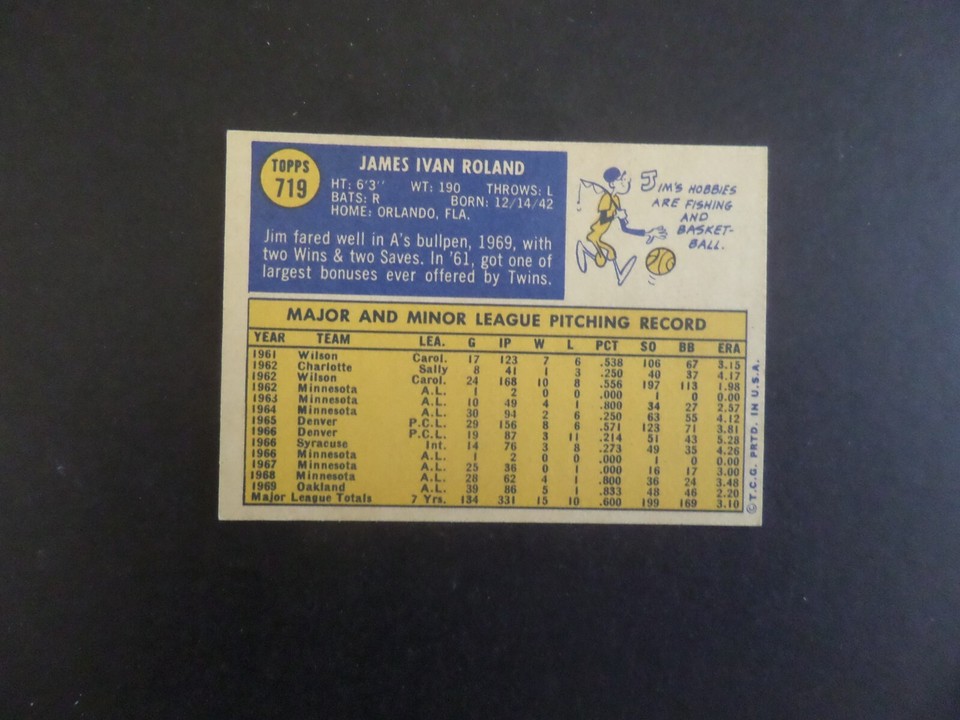 TOPPS
719
JAMES IVAN ROLAND
HT: 6'3" WT: 190 THROWS: L
BATS: R BORN: 12/14/42
HOME: ORLANDO, FLA.
Jim fared well in A's bullpen, 1969, with
two Wins & two Saves. In '61, got one of
largest bonuses ever offered by Twins.
JIM'S HOBBIES
ARE FISHING
AND
BASKET-
BALL.
MAJOR AND MINOR LEAGUE PITCHING RECORD
YEAR TEAM LEA. G IP W L PCT SO BB ERA
1961 Wilson Carol. 17 123 7 6 .538 106 67 3.15
1962 Charlotte Sally 8 41 1 3 .250 40 37 4.17
1962 Wilson Carol. 24 168 10 8 .556 197 113 1.98
1962 Minnesota A.L. 1 2 0 0 .000 1 0 0.00
1963 Minnesota A.L. 10 49 4 1 .800 34 27 2.57
1964 Minnesota A.L. 30 94 2 6 .250 63 55 4.12
1965 Denver P.C.L. 29 156 8 6 .571 123 71 3.81
1966 Denver P.C.L. 19 87 3 11 .214 51 43 5.28
1966 Syracuse Int. 14 76 3 8 .273 49 35 4.26
1966 Minnesota A.L. 1 2 0 0 .000 1 0 0.00
1967 Minnesota A.L. 25 36 0 1 .000 16 17 3.00
1968 Minnesota A.L. 28 62 4 1 .800 36 24 3.48
1969 Oakland A.L. 39 86 5 1 .833 48 46 2.20
Major League Totals 7 Yrs. 134 331 15 10 .600 199 169 3.10
© T.C.G. PRTD. IN U.S.A.